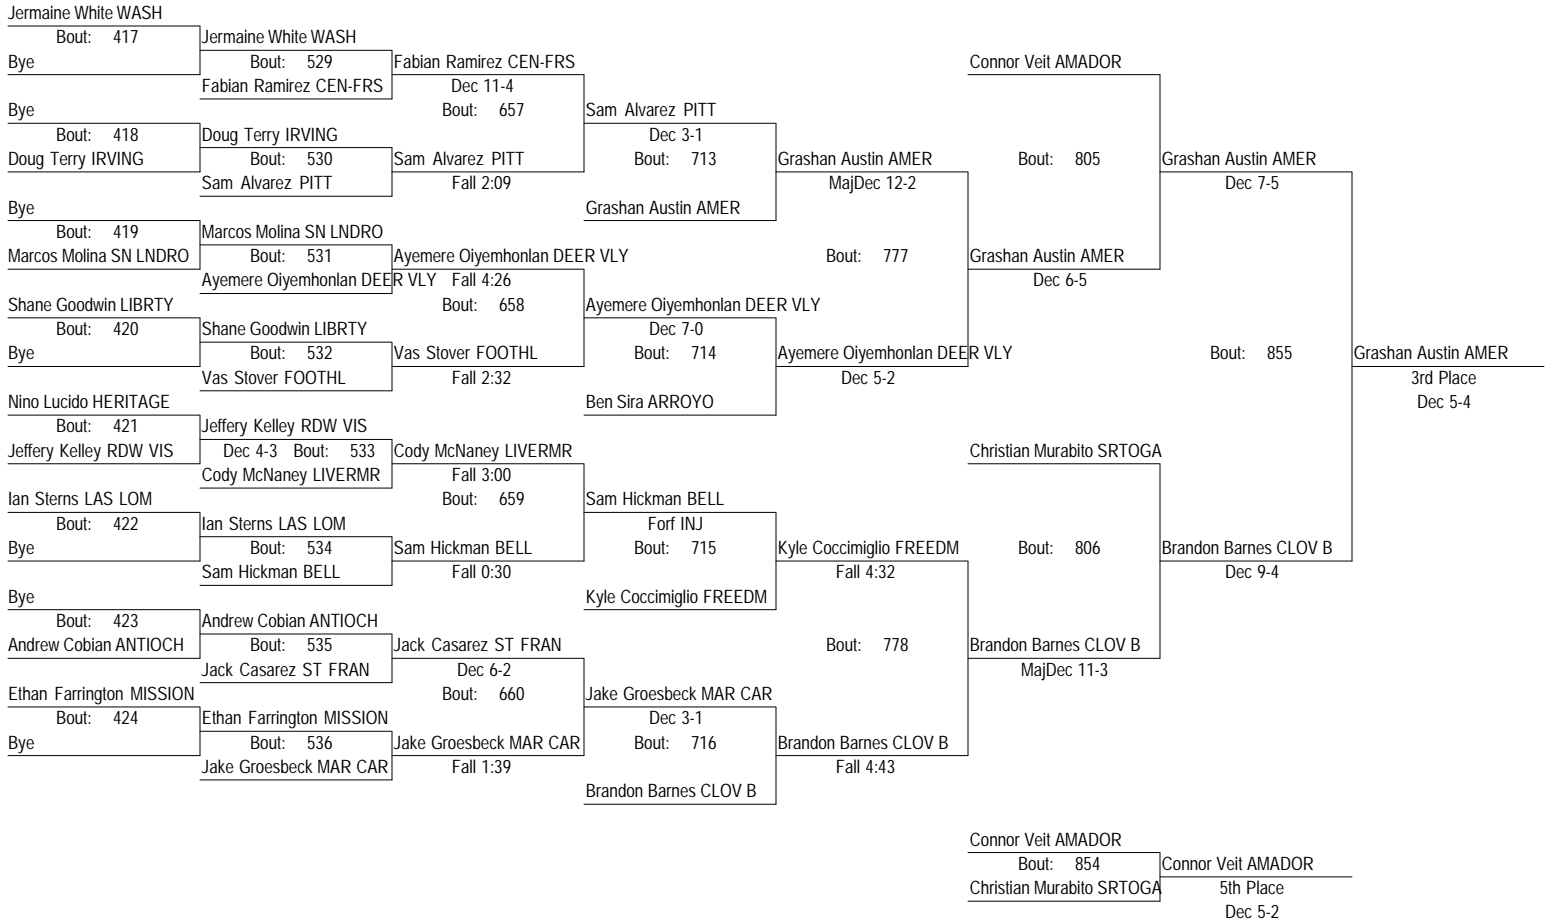 Jermaine White WASH
Bout: 417
Bye
Bye
Bout: 418
Doug Terry IRVING
Bye
Bout: 419
Marcos Molina SN LNDRO
Shane Goodwin LIBRTY
Bout: 420
Bye
Nino Lucido HERITAGE
Bout: 421
Jeffery Kelley RDW VIS
Ian Sterns LAS LOM
Bout: 422
Bye
Bye
Bout: 423
Andrew Cobian ANTIOCH
Ethan Farrington MISSION
Bout: 424
Bye
Jermaine White WASH
Bout: 529
Fabian Ramirez CEN-FRS
Doug Terry IRVING
Bout: 530
Sam Alvarez PITT
Marcos Molina SN LNDRO
Bout: 531
Ayemere Oiyemhonlan DEER VLY
Shane Goodwin LIBRTY
Bout: 532
Vas Stover FOOTHL
Jeffery Kelley RDW VIS
Dec 4-3 Bout: 533
Cody McNaney LIVERMR
Ian Sterns LAS LOM
Bout: 534
Sam Hickman BELL
Andrew Cobian ANTIOCH
Bout: 535
Jack Casarez ST FRAN
Ethan Farrington MISSION
Bout: 536
Jake Groesbeck MAR CAR
Fabian Ramirez CEN-FRS
Dec 11-4
Bout: 657
Sam Alvarez PITT
Fall 2:09
Ayemere Oiyemhonlan DEER VLY
Fall 4:26
Bout: 658
Vas Stover FOOTHL
Fall 2:32
Cody McNaney LIVERMR
Fall 3:00
Bout: 659
Sam Hickman BELL
Fall 0:30
Jack Casarez ST FRAN
Dec 6-2
Bout: 660
Jake Groesbeck MAR CAR
Fall 1:39
Sam Alvarez PITT
Dec 3-1
Bout: 713
Grashan Austin AMER
Ayemere Oiyemhonlan DEER VLY
Dec 7-0
Bout: 714
Ben Sira ARROYO
Sam Hickman BELL
Forf INJ
Bout: 715
Kyle Coccimiglio FREEDM
Jake Groesbeck MAR CAR
Dec 3-1
Bout: 716
Brandon Barnes CLOV B
Grashan Austin AMER
MajDec 12-2
Bout: 777
Ayemere Oiyemhonlan DEER VLY
Dec 5-2
Kyle Coccimiglio FREEDM
Fall 4:32
Bout: 778
Brandon Barnes CLOV B
Fall 4:43
Connor Veit AMADOR
Bout: 805
Grashan Austin AMER
Dec 6-5
Christian Murabito SRTOGA
Bout: 806
Brandon Barnes CLOV B
MajDec 11-3
Grashan Austin AMER
Dec 7-5
Bout: 855
Brandon Barnes CLOV B
Dec 9-4
Grashan Austin AMER
3rd Place
Dec 5-4
Connor Veit AMADOR
Bout: 854
Christian Murabito SRTOGA
Connor Veit AMADOR
5th Place
Dec 5-2